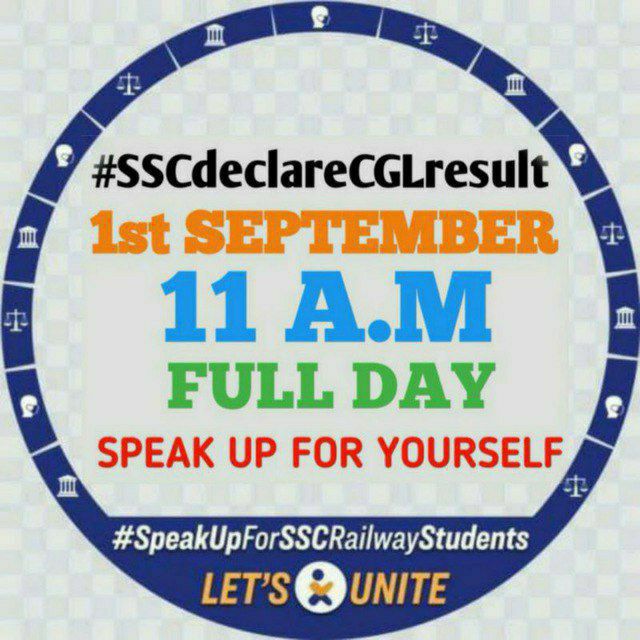 #SSCdeclareCGLresult
1st SEPTEMBER
11 A.M
FULL DAY
SPEAK UP FOR YOURSELF
#SpeakUpForSSCRailwayStudents
LET'S UNITE